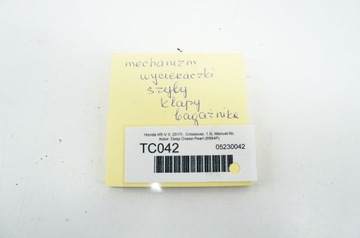 mechanizm
wycieraczki
szyby
klapy
bagażnika
Honda HR-V II, 2017r., Crossover, 1.5i, Manual 6b,
Kolor: Deep Ocean Pearl (B594P)
TC042
05230042